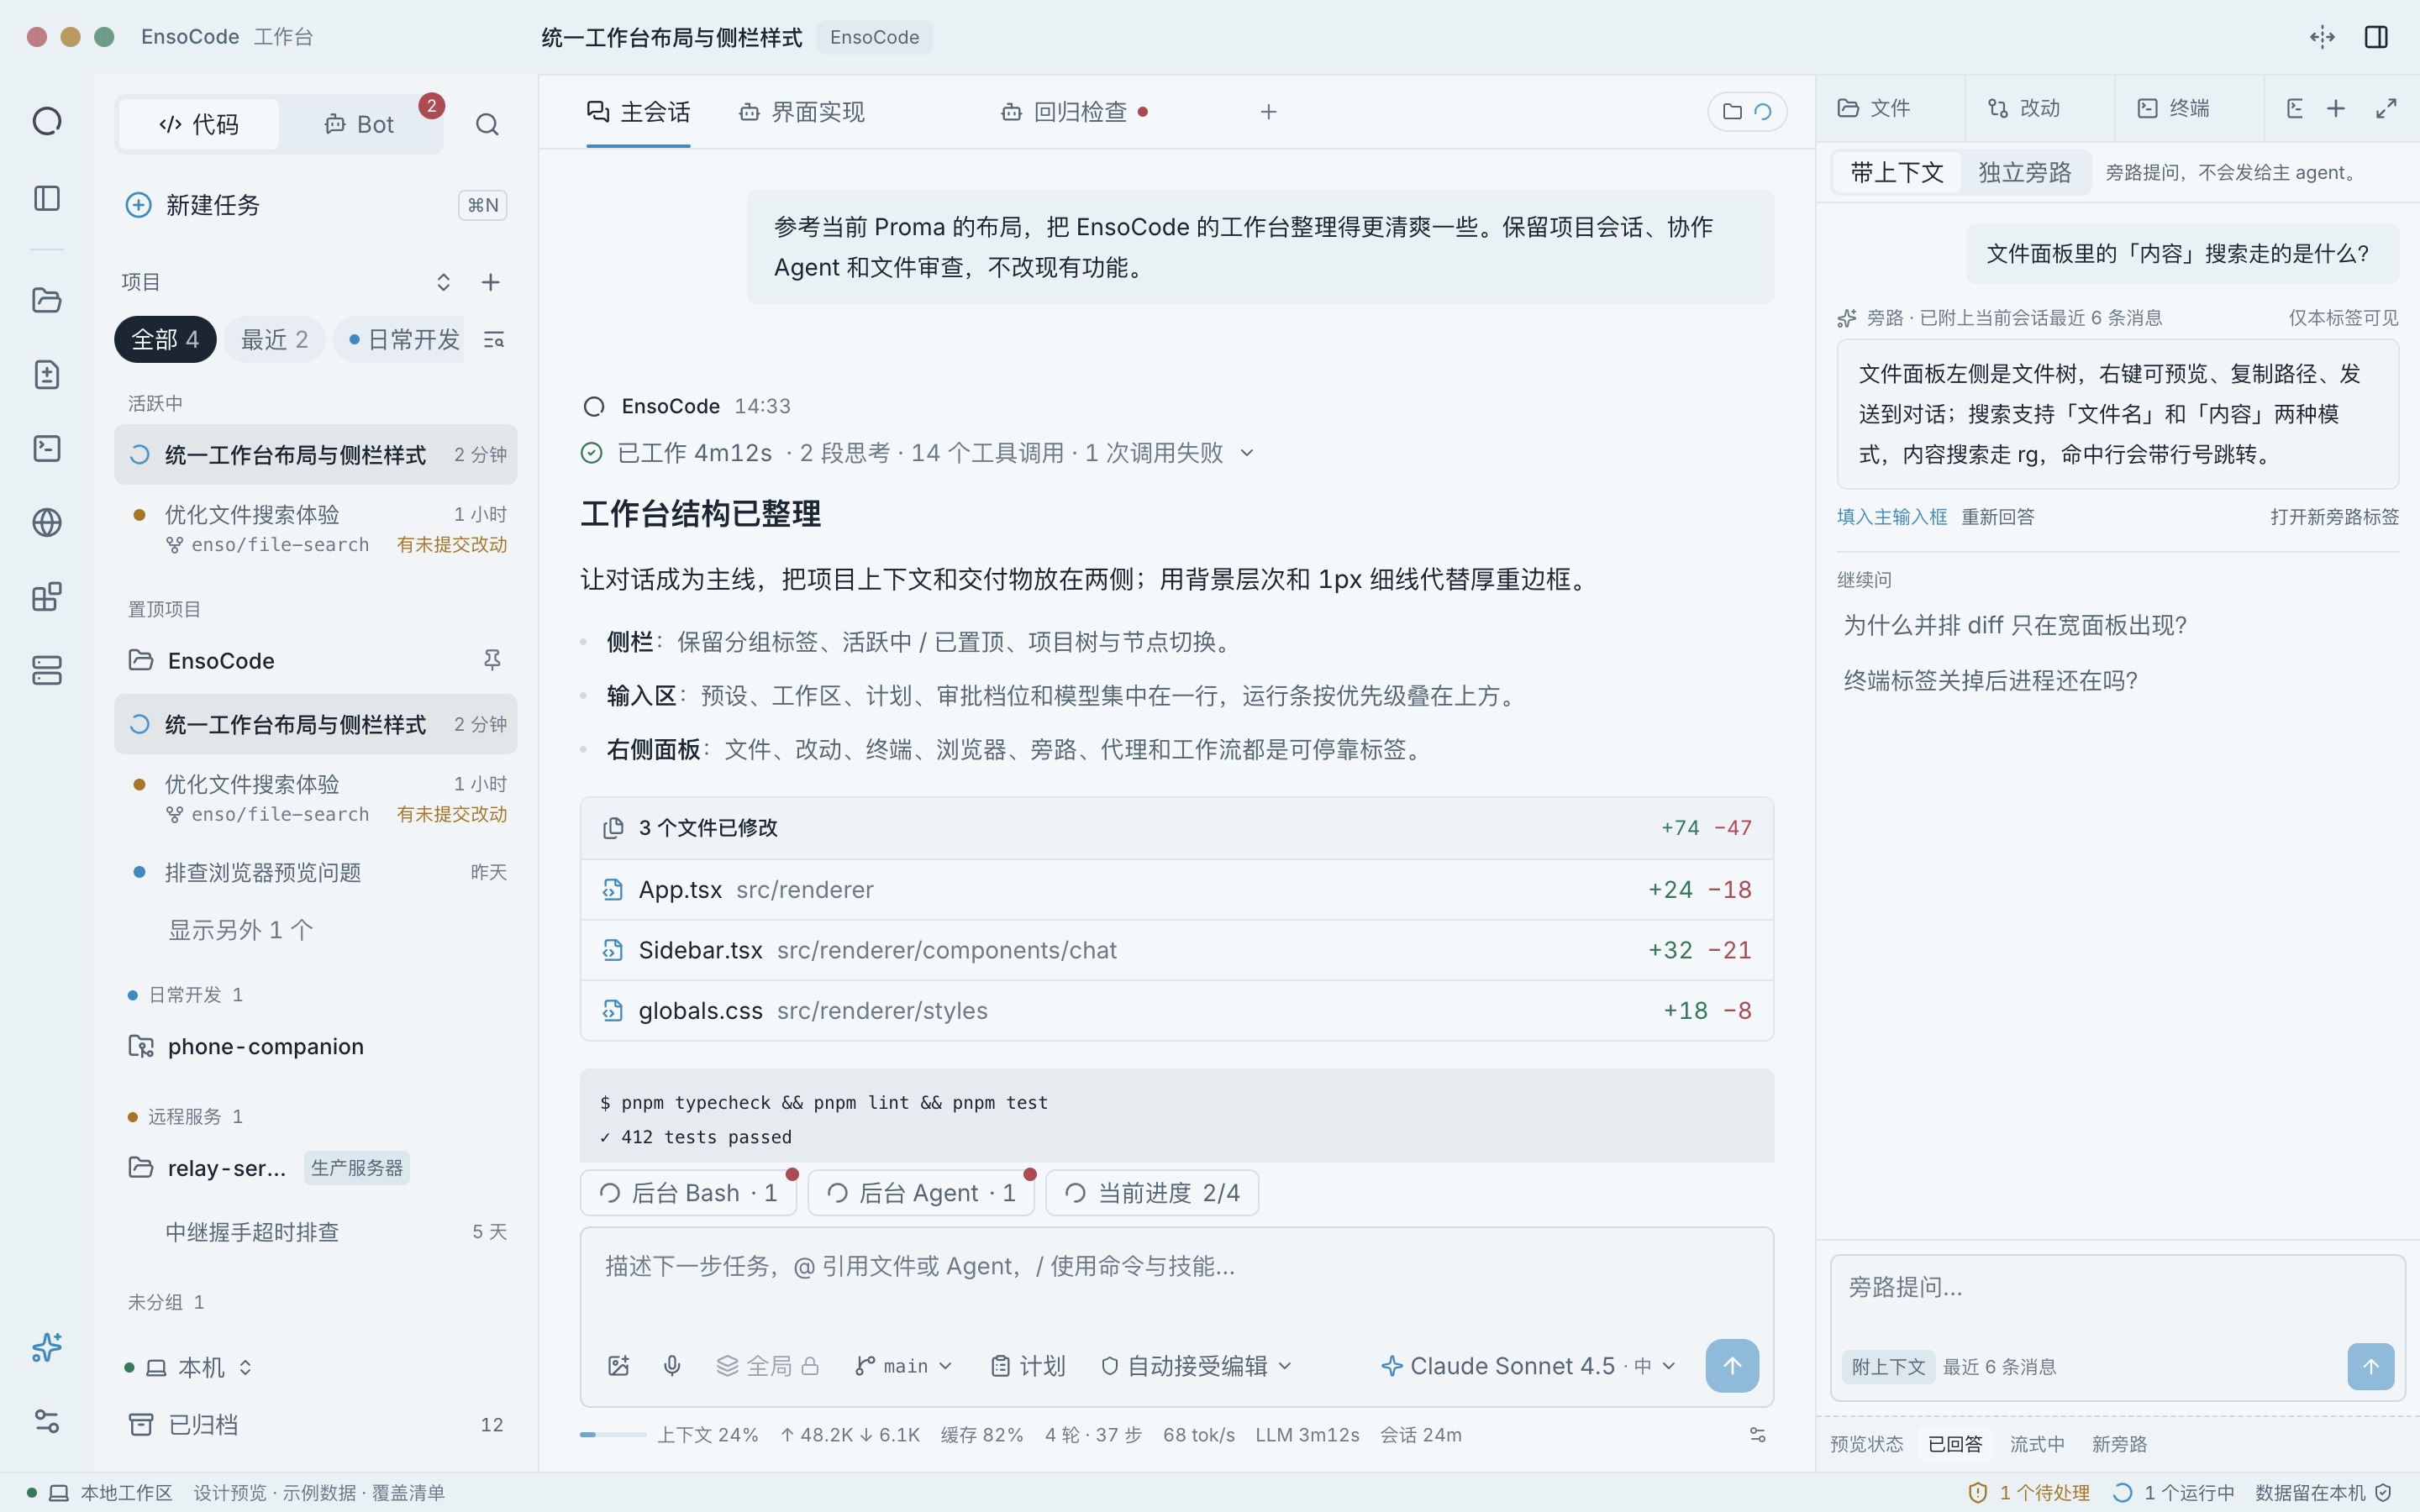 EnsoCode 工作台
统一工作台布局与侧栏样式 EnsoCode
代码 Bot 2
新建任务 ⌘N
项目
全部 4 最近 2 日常开发
活跃中
统一工作台布局与侧栏样式 2 分钟
优化文件搜索体验 1 小时
enso/file-search 有未提交改动
置顶项目
EnsoCode
统一工作台布局与侧栏样式 2 分钟
优化文件搜索体验 1 小时
enso/file-search 有未提交改动
排查浏览器预览问题 昨天
显示另外 1 个
日常开发 1
phone-companion
远程服务 1
relay-ser... 生产服务器
中继握手超时排查 5 天
未分组 1
本机
已归档 12
主会话 界面实现 回归检查
参考当前 Proma 的布局，把 EnsoCode 的工作台整理得更清爽一些。保留项目会话、协作
Agent 和文件审查，不改现有功能。
EnsoCode 14:33
已工作 4m12s · 2 段思考 · 14 个工具调用 · 1 次调用失败
工作台结构已整理
让对话成为主线，把项目上下文和交付物放在两侧；用背景层次和 1px 细线代替厚重边框。
• 侧栏：保留分组标签、活跃中 / 已置顶、项目树与节点切换。
• 输入区：预设、工作区、计划、审批档位和模型集中在一行，运行条按优先级叠在上方。
• 右侧面板：文件、改动、终端、浏览器、旁路、代理和工作流都是可停靠标签。
3 个文件已修改 +74 −47
App.tsx src/renderer +24 −18
Sidebar.tsx src/renderer/components/chat +32 −21
globals.css src/renderer/styles +18 −8
$ pnpm typecheck && pnpm lint && pnpm test
✓ 412 tests passed
后台 Bash · 1 后台 Agent · 1 当前进度 2/4
描述下一步任务，@ 引用文件或 Agent，/ 使用命令与技能...
全局 main 计划 自动接受编辑 Claude Sonnet 4.5 · 中
上下文 24% ↑ 48.2K ↓ 6.1K 缓存 82% 4 轮 · 37 步 68 tok/s LLM 3m12s 会话 24m
文件 改动 终端
带上下文 独立旁路 旁路提问，不会发给主 agent。
文件面板里的「内容」搜索走的是什么？
旁路 · 已附上当前会话最近 6 条消息 仅本标签可见
文件面板左侧是文件树，右键可预览、复制路径、发
送到对话；搜索支持「文件名」和「内容」两种模
式，内容搜索走 rg，命中行会带行号跳转。
填入主输入框 重新回答 打开新旁路标签
继续问
为什么并排 diff 只在宽面板出现？
终端标签关掉后进程还在吗？
旁路提问...
附上下文 最近 6 条消息
预览状态 已回答 流式中 新旁路
本地工作区 设计预览 · 示例数据 · 覆盖清单
1 个待处理 1 个运行中 数据留在本机